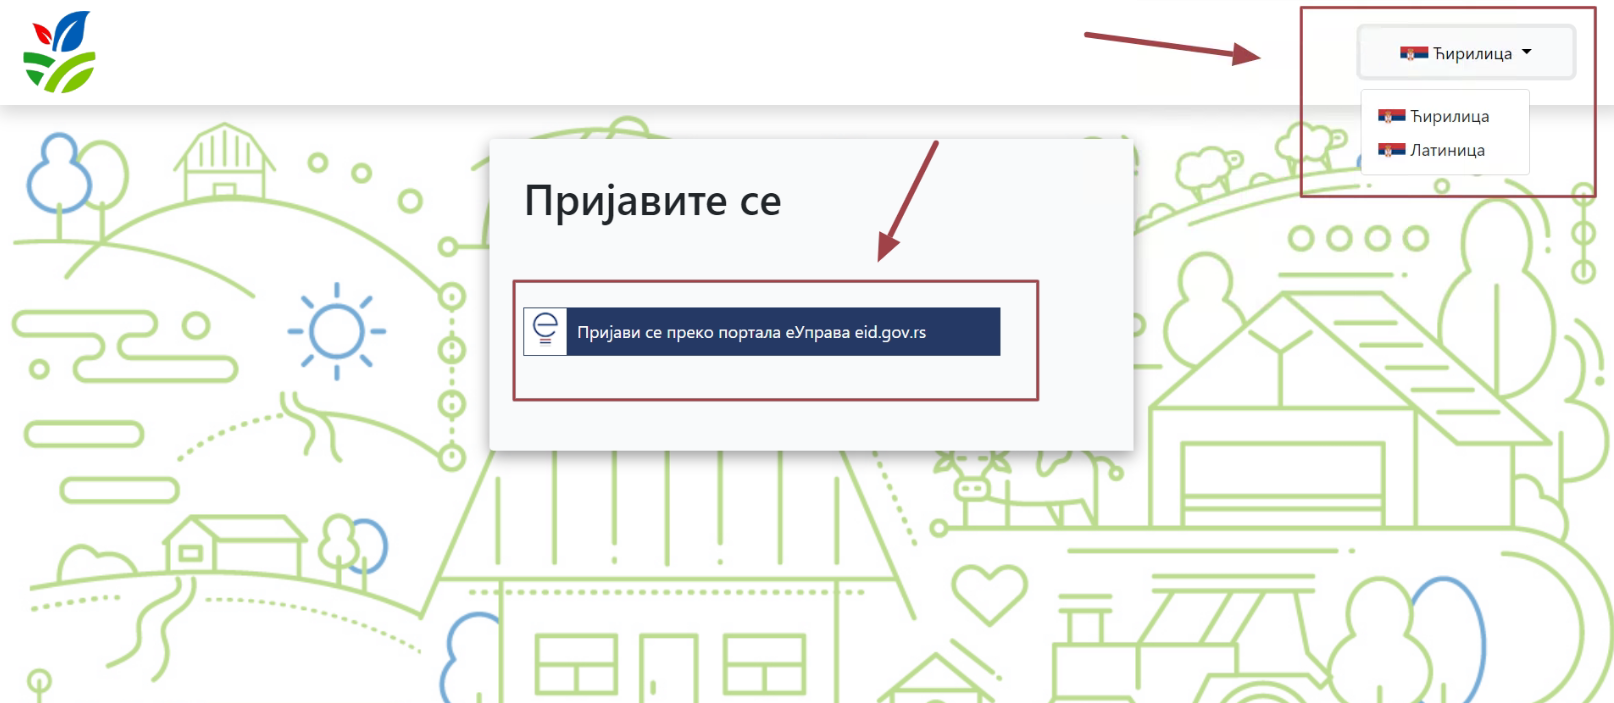 Ћирилица
Ћирилица
Латиница
Пријавите се
Пријави се преко портала еУправа eid.gov.rs